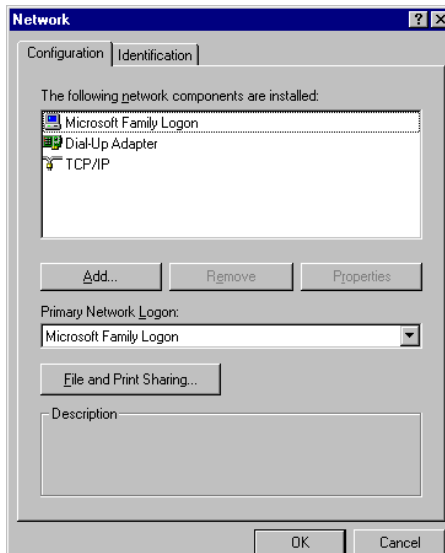 Network
Configuration
Identification
The following network components are installed:
Microsoft Family Logon
Dial-Up Adapter
TCP/IP
Add...
Remove
Properties
Primary Network Logon:
Microsoft Family Logon
File and Print Sharing...
Description
OK
Cancel